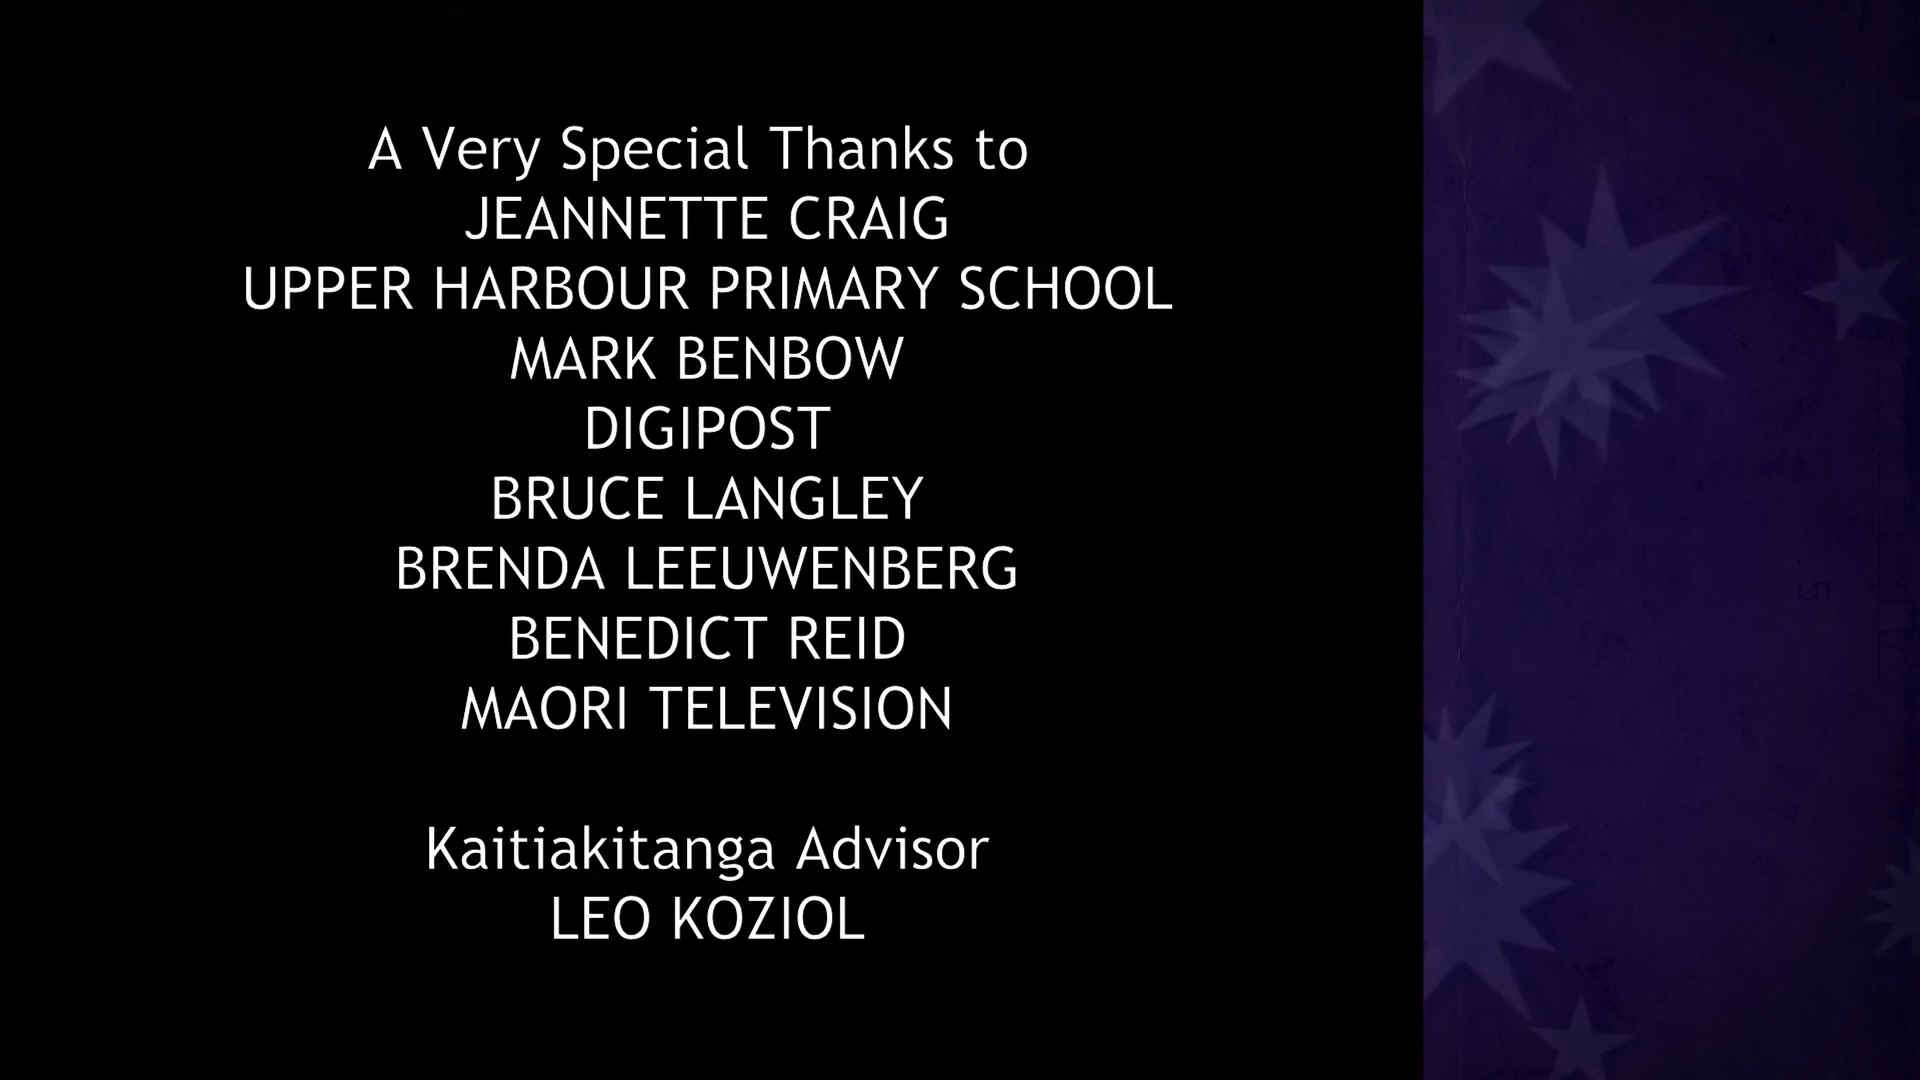 A Very Special Thanks to
JEANNETTE CRAIG
UPPER HARBOUR PRIMARY SCHOOL
MARK BENBOW
DIGIPOST
BRUCE LANGLEY
BRENDA LEEUWENBERG
BENEDICT REID
MAORI TELEVISION
Kaitiakitanga Advisor
LEO KOZIOL